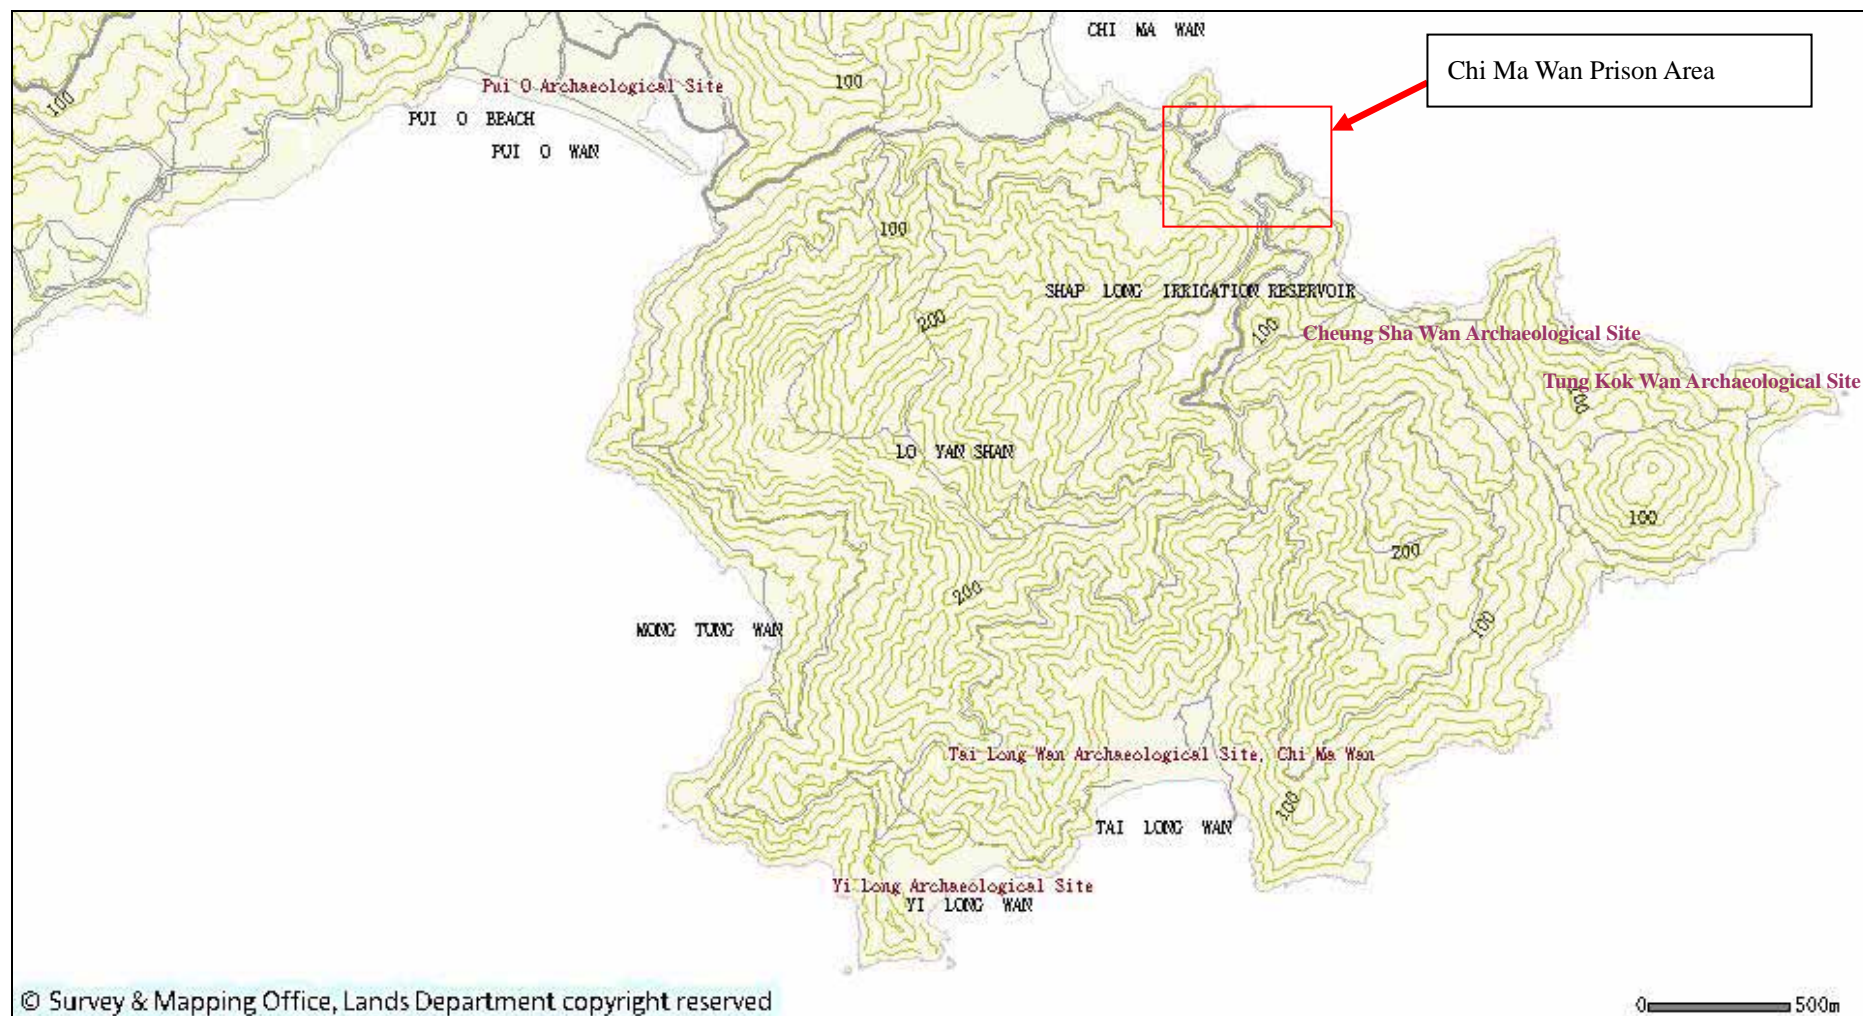 CHI MA WAN
Chi Ma Wan Prison Area
100
Pui O Archaeological Site
100
PUI O BEACH
PUI O WAN
100
SHAP LONG IRRIGATION RESERVOIR
200
100
Cheung Sha Wan Archaeological Site
Tung Kok Wan Archaeological Site
LO YAN SHAN
100
200
200
MONG TUNG WAN
100
Tai Long Wan Archaeological Site, Chi Ma Wan
100
TAI LONG WAN
Yi Long Archaeological Site
YI LONG WAN
© Survey & Mapping Office, Lands Department copyright reserved
0 500m